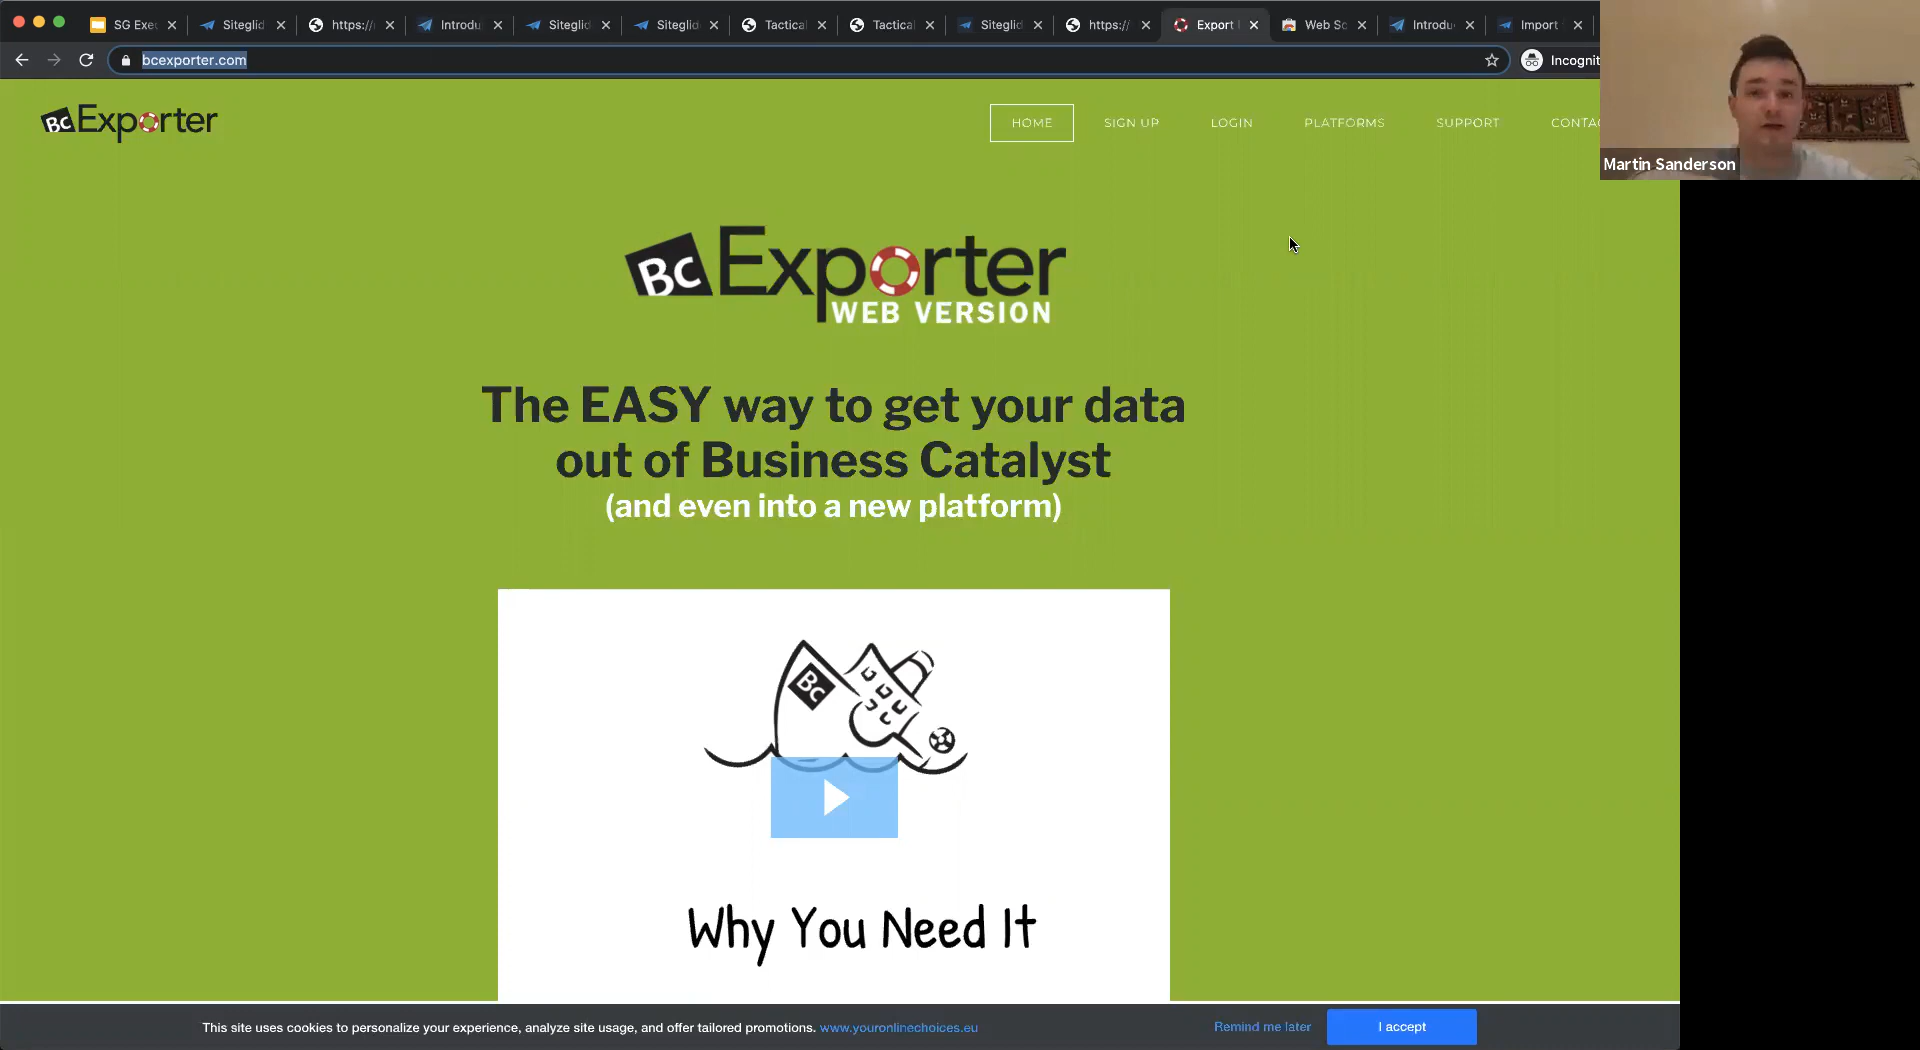 SG Exec
Siteglid
https://
Introdu
Siteglid
Siteglid
Tactical
Tactical
Siteglid
https://
Export
Web Sc
Introdu
Import
bcexporter.com
Incognit
BC Exporter
HOME
SIGN UP
LOGIN
PLATFORMS
SUPPORT
CONTAC
Martin Sanderson
BC Exporter
WEB VERSION
The EASY way to get your data
out of Business Catalyst
(and even into a new platform)
BC
Why You Need It
This site uses cookies to personalize your experience, analyze site usage, and offer tailored promotions. www.youronlinechoices.eu
Remind me later
I accept